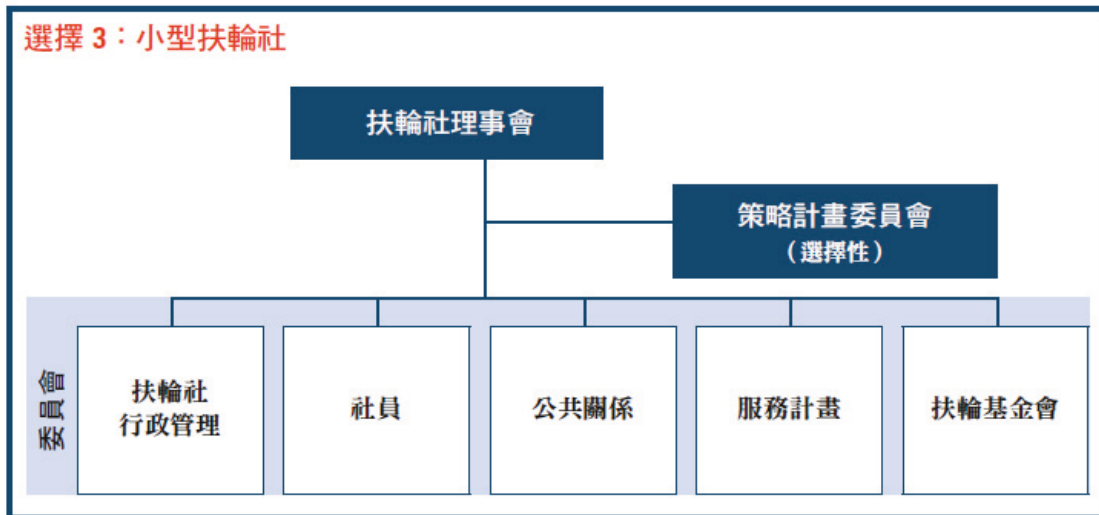 選擇 3：小型扶輪社
扶輪社理事會
策略計畫委員會
（選擇性）
委員會
扶輪社
行政管理
社員
公共關係
服務計畫
扶輪基金會